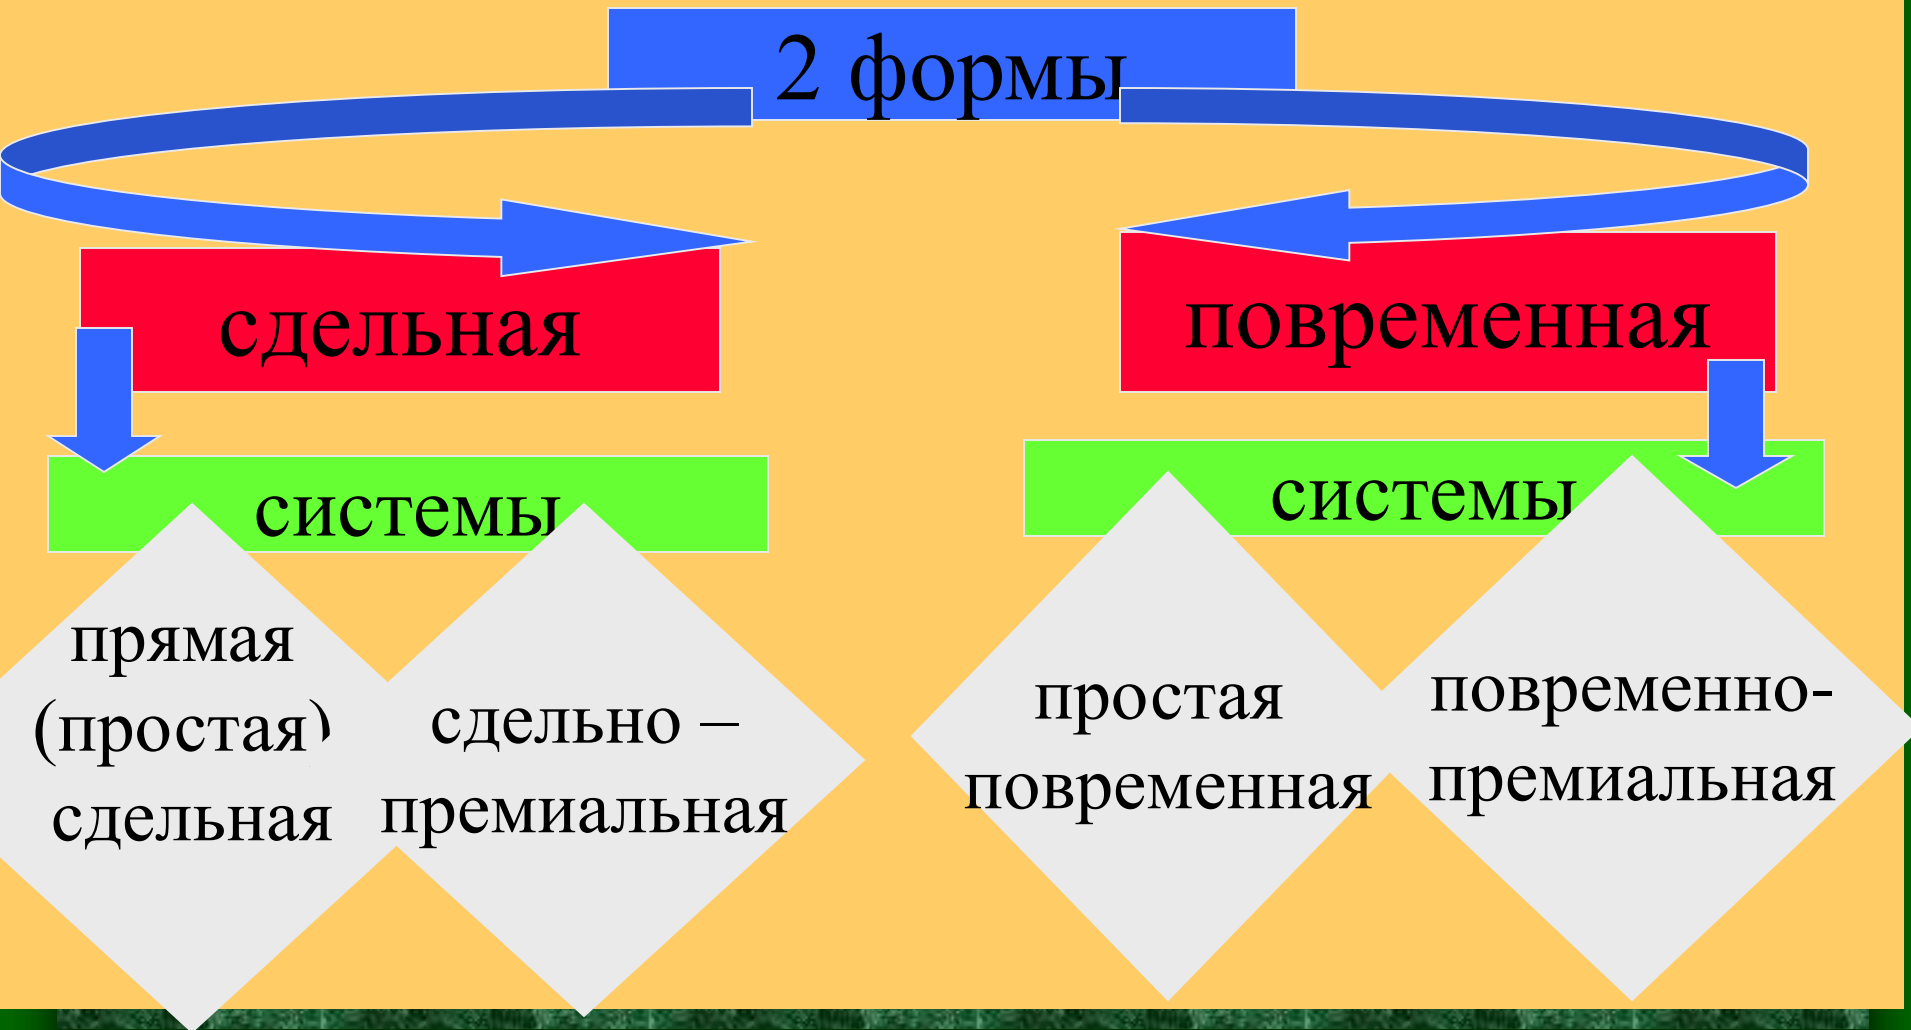 2 формы
сдельная
повременная
системы
системы
прямая
(простая)
сдельная
сдельно –
премиальная
простая
повременная
повременно-
премиальная